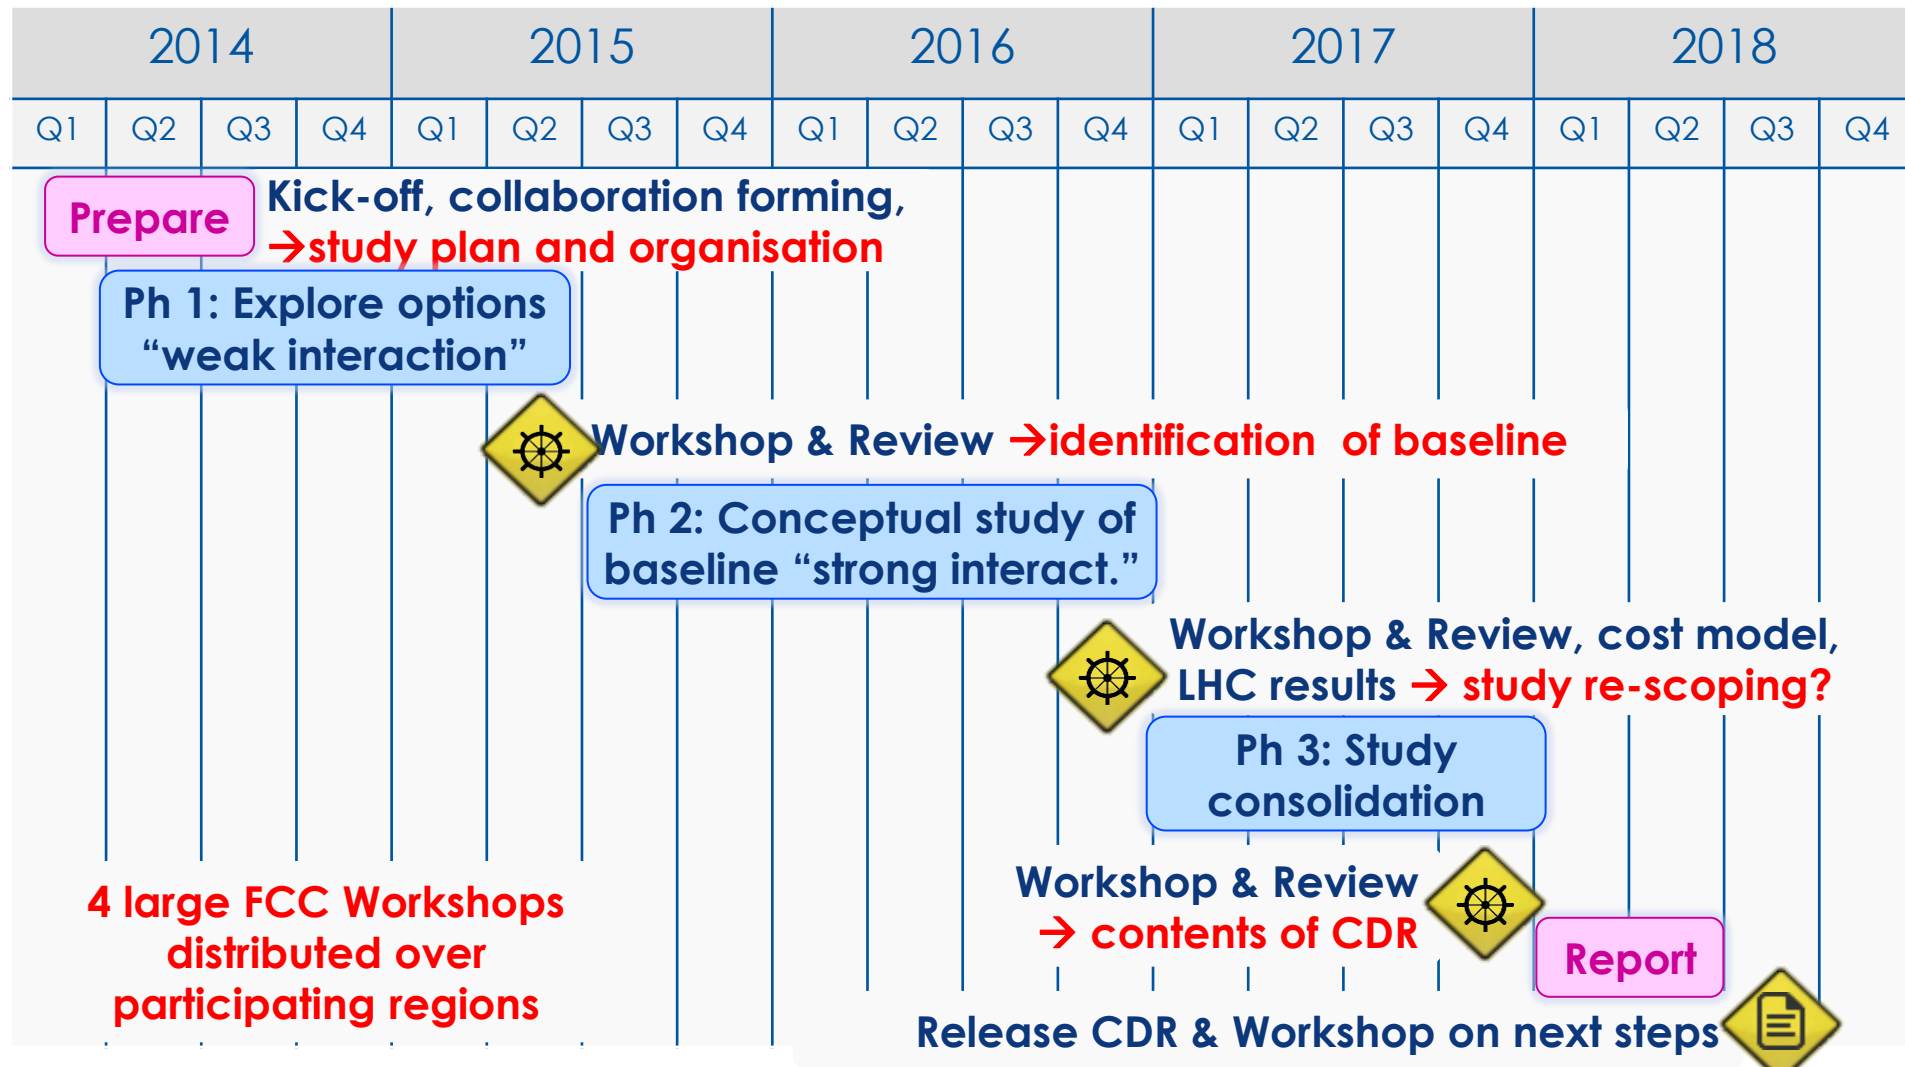 2014 2015 2016 2017 2018
Q1 Q2 Q3 Q4 Q1 Q2 Q3 Q4 Q1 Q2 Q3 Q4 Q1 Q2 Q3 Q4 Q1 Q2 Q3 Q4
Prepare
Kick-off, collaboration forming,
→study plan and organisation
Ph 1: Explore options
“weak interaction”
Workshop & Review →identification of baseline
Ph 2: Conceptual study of
baseline “strong interact.”
Workshop & Review, cost model,
LHC results → study re-scoping?
Ph 3: Study
consolidation
Workshop & Review
→ contents of CDR
4 large FCC Workshops
distributed over
participating regions
Report
Release CDR & Workshop on next steps